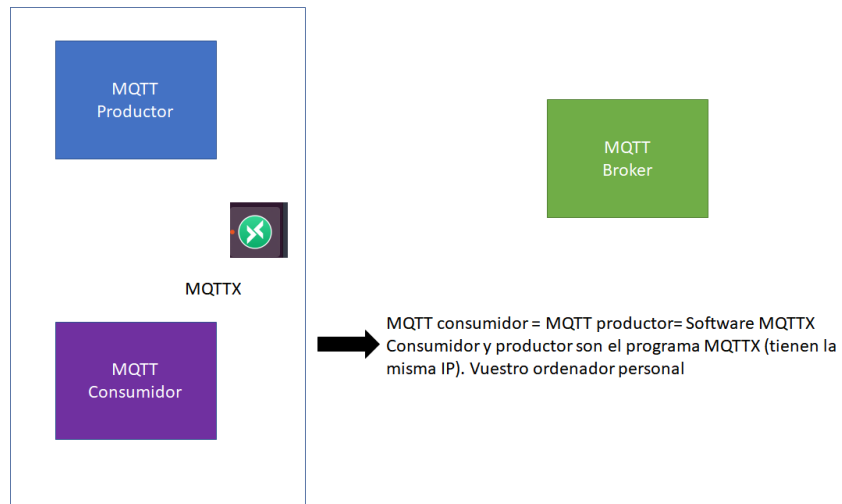 MQTT
Productor
MQTT
Broker
MQTTX
MQTT consumidor = MQTT productor= Software MQTTX
Consumidor y productor son el programa MQTTX (tienen la
misma IP). Vuestro ordenador personal
MQTT
Consumidor